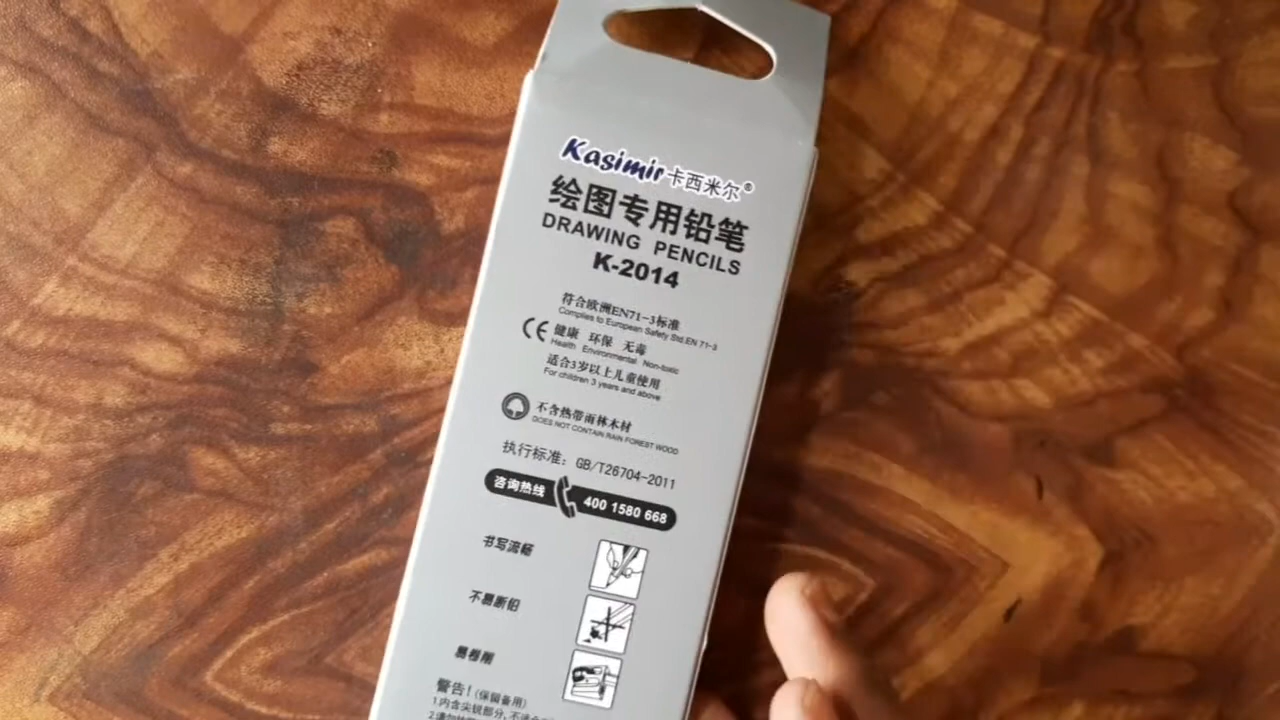 Kasimir 卡西米尔®
绘图专用铅笔
DRAWING PENCILS
K-2014
符合欧洲EN71-3标准
Complies to European Safety Std.EN 71-3
CE 健康 环保 无毒
Health Environmental Non-toxic
适合3岁以上儿童使用
For children 3 years and above
不含热带雨林木材
DOES NOT CONTAIN RAIN FOREST WOOD
执行标准：GB/T26704-2011
咨询热线 400 1580 668
书写流畅
不易断铅
易卷削
警告！(保留备用)
1.内含尖锐部分,不适合